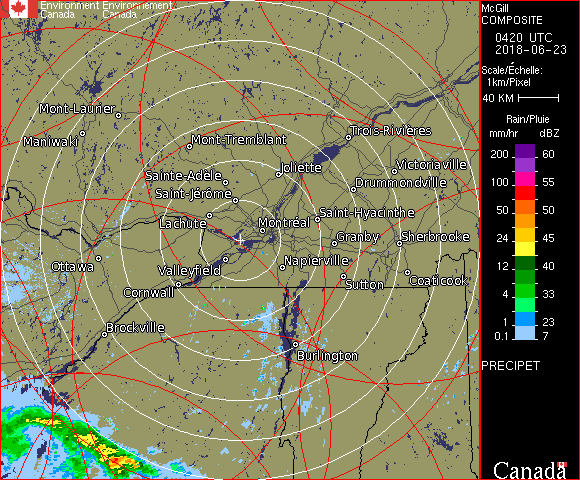 Environment Environnement
Canada Canada
McGill
COMPOSITE
0420 UTC
2018-06-23
Scale/Échelle:
1km/Pixel
40 KM
Rain/Pluie
mm/hr dBZ
200 60
100 55
50 50
24 45
12 40
4 33
1 23
0.1 7
PRECIPET
Canada
Mont-Laurier
Maniwaki
Mont-Tremblant
Trois-Rivières
Sainte-Adèle
Joliette
Victoriaville
Saint-Jérôme
Drummondville
Lachute
Montréal
Saint-Hyacinthe
Granby
Sherbrooke
Ottawa
Valleyfield
Napierville
Cornwall
Sutton
Coaticook
Brockville
Burlington